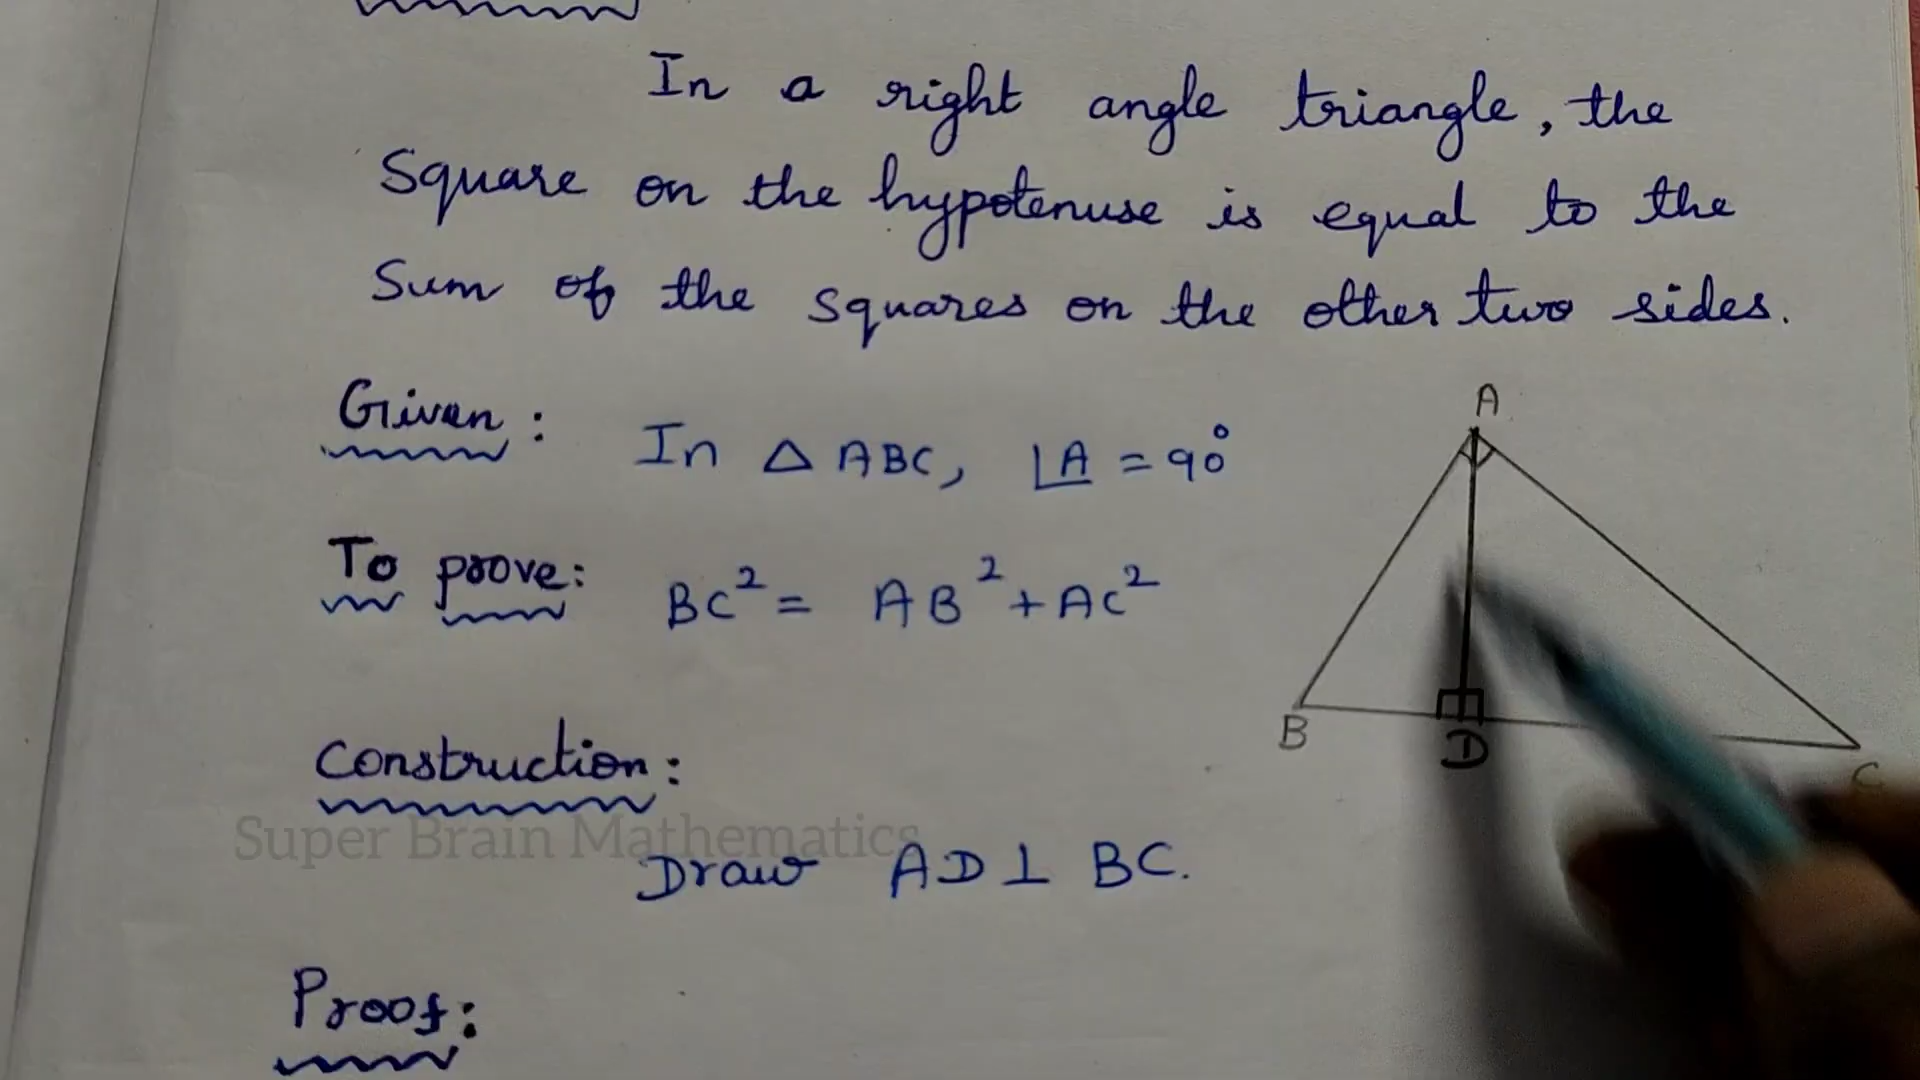 In a right angle triangle, the
Square on the hypotenuse is equal to the
Sum of the squares on the other two sides.
Given: In △ ABC, ∠A = 90°
To prove: BC² = AB² + AC²
Construction:
Super Brain Mathematics
Draw AD ⊥ BC.
Proof:
A
B
D
C